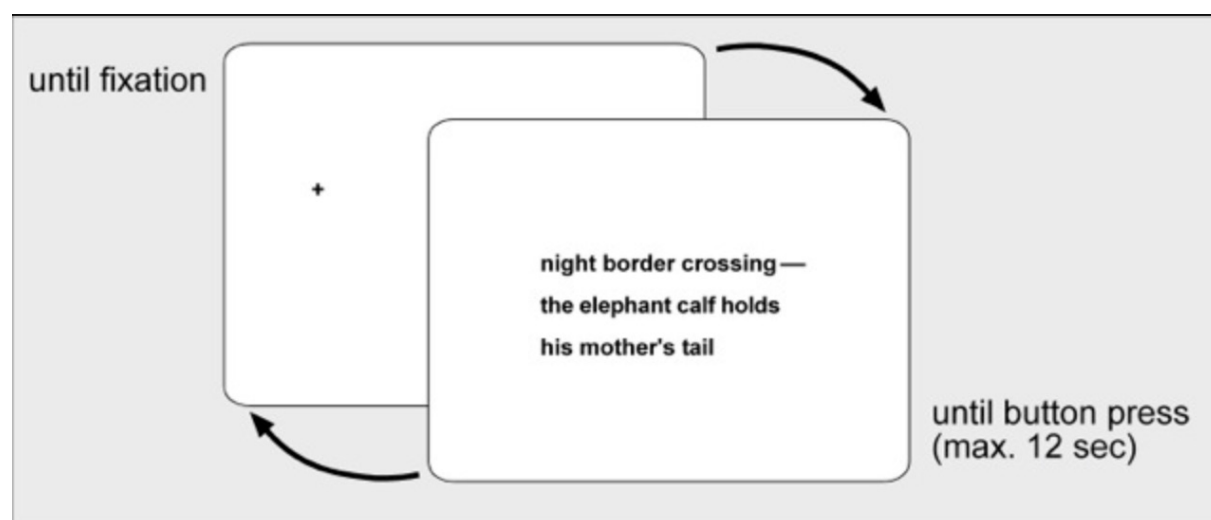 until fixation
+
night border crossing—
the elephant calf holds
his mother's tail
until button press
(max. 12 sec)